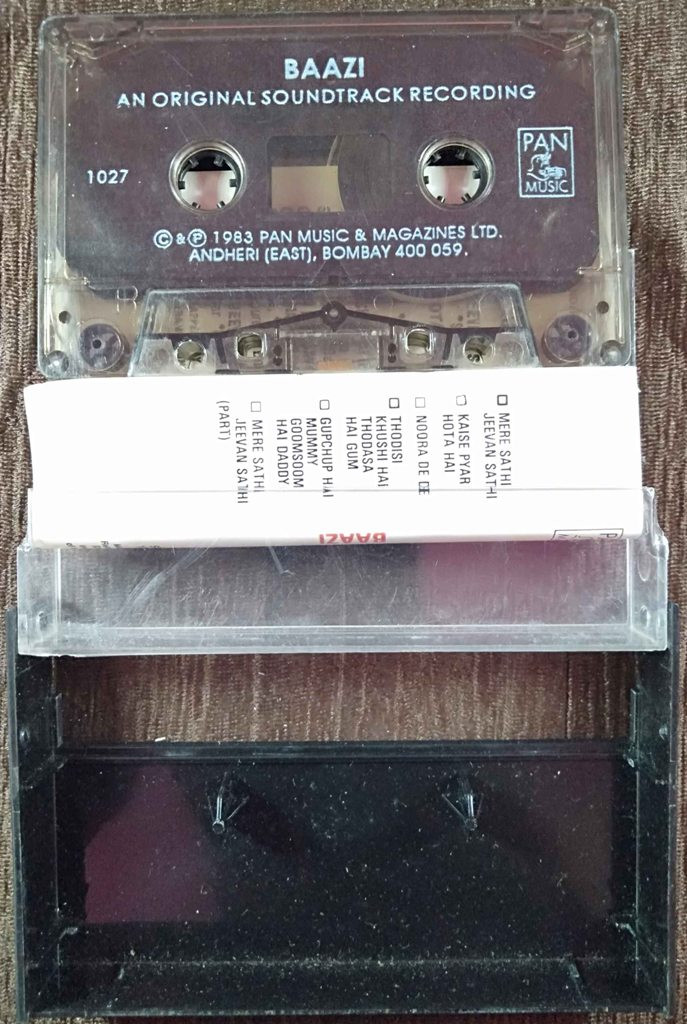 BAAZI
AN ORIGINAL SOUNDTRACK RECORDING
1027
PAN
MUSIC
© & ℗ 1983 PAN MUSIC & MAGAZINES LTD.
ANDHERI (EAST), BOMBAY 400 059.
MERE SATHI
JEEVAN SATHI
KAISE PYAR
HOTA HAI
NOORA DE DE
THODISI
KHUSHI HAI
THODASA
HAI GUM
GUPCHUP HAI
MUMMY
GOOMSOOM
HAI DADDY
MERE SATHI
JEEVAN SATHI
(PART)
BAAZI